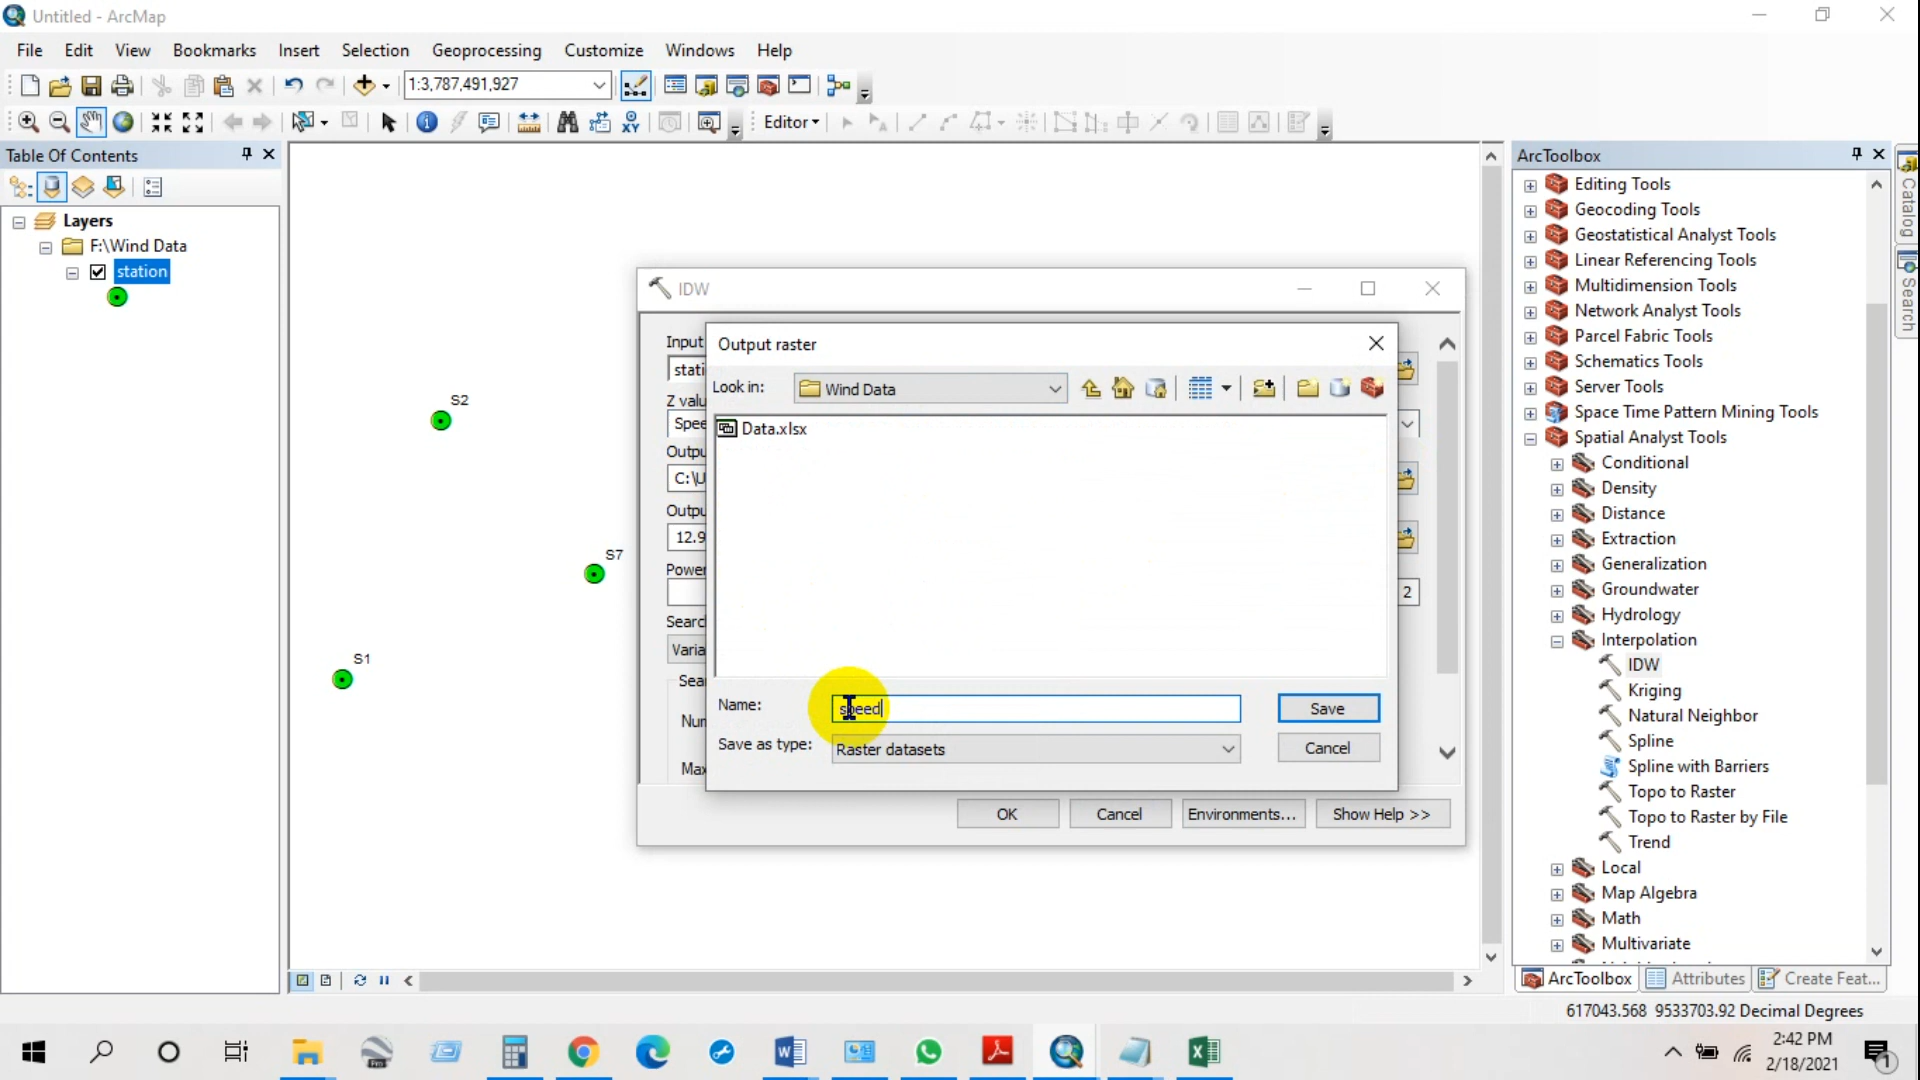 Untitled - ArcMap
File Edit View Bookmarks Insert Selection Geoprocessing Customize Windows Help
1:3,787,491,927
Editor
Table Of Contents
Layers
F:\Wind Data
station
S2
S7
S1
IDW
Input
stati
Z valu
Spee
Outpu
C:\U
Outpu
12.9
Power
2
Searc
Varia
Sea
Num
Max
OK Cancel Environments... Show Help >>
Output raster
Look in: Wind Data
Data.xlsx
Name: speed Save
Save as type: Raster datasets Cancel
ArcToolbox
Editing Tools
Geocoding Tools
Geostatistical Analyst Tools
Linear Referencing Tools
Multidimension Tools
Network Analyst Tools
Parcel Fabric Tools
Schematics Tools
Server Tools
Space Time Pattern Mining Tools
Spatial Analyst Tools
Conditional
Density
Distance
Extraction
Generalization
Groundwater
Hydrology
Interpolation
IDW
Kriging
Natural Neighbor
Spline
Spline with Barriers
Topo to Raster
Topo to Raster by File
Trend
Local
Map Algebra
Math
Multivariate
ArcToolbox Attributes Create Feat...
Catalog
Search
617043.568 9533703.92 Decimal Degrees
2:42 PM
2/18/2021
1